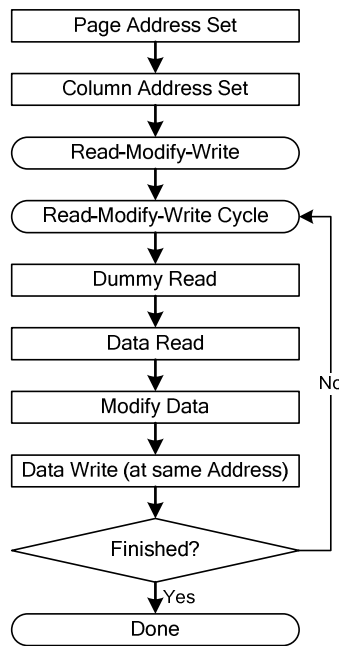 Page Address Set
Column Address Set
Read-Modify-Write
Read-Modify-Write Cycle
Dummy Read
Data Read
No
Modify Data
Data Write (at same Address)
Finished?
Yes
Done